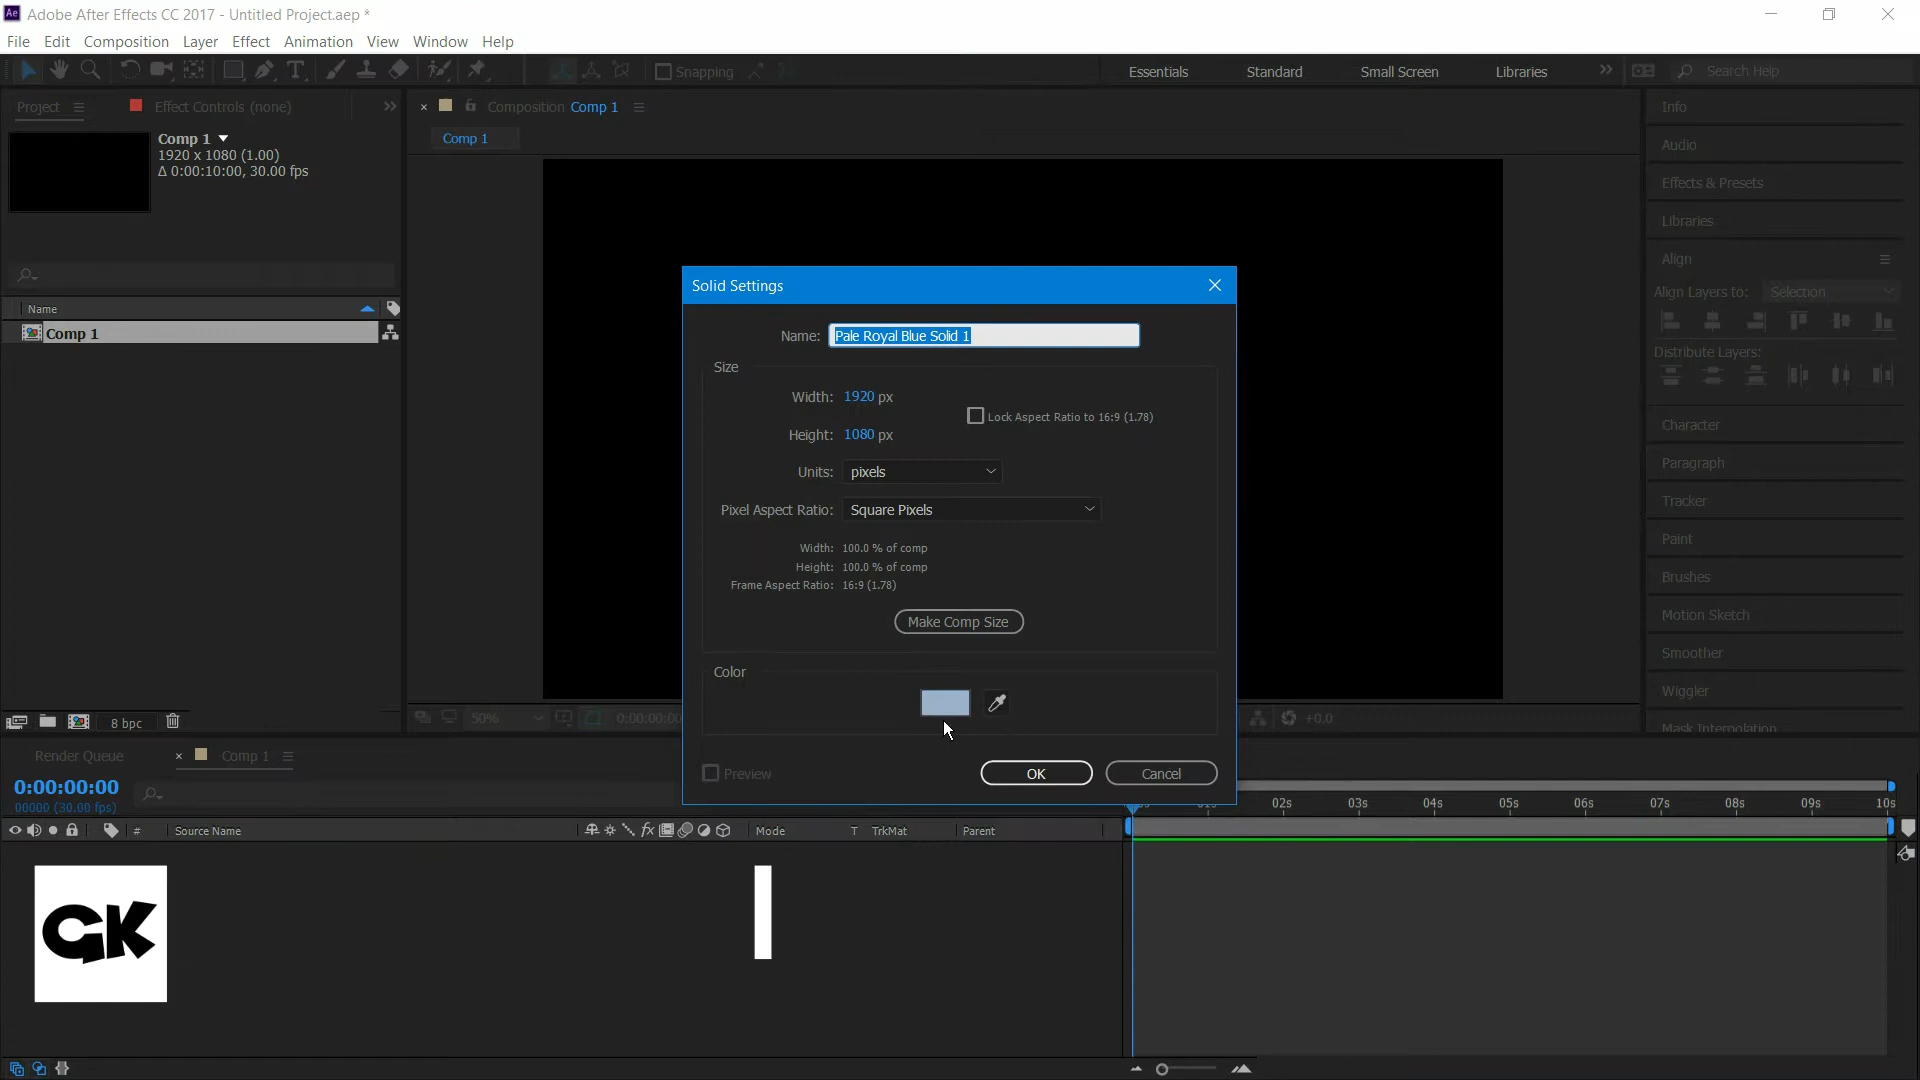 Adobe After Effects CC 2017 - Untitled Project.aep *
File Edit Composition Layer Effect Animation View Window Help
Snapping Essentials Standard Small Screen Libraries Search Help
Project Effect Controls (none)
Composition Comp 1
Comp 1
Comp 1
1920 x 1080 (1.00)
Δ 0:00:10:00, 30.00 fps
Name
Comp 1
8 bpc
50%
0:00:00:00
+0.0
Solid Settings
Name: Pale Royal Blue Solid 1
Size
Width: 1920 px
Lock Aspect Ratio to 16:9 (1.78)
Height: 1080 px
Units: pixels
Pixel Aspect Ratio: Square Pixels
Width: 100.0 % of comp
Height: 100.0 % of comp
Frame Aspect Ratio: 16:9 (1.78)
Make Comp Size
Color
Preview
OK Cancel
Info
Audio
Effects & Presets
Libraries
Align
Align Layers to: Selection
Distribute Layers:
Character
Paragraph
Tracker
Paint
Brushes
Motion Sketch
Smoother
Wiggler
Mask Interpolation
Render Queue Comp 1
0:00:00:00
00000 (30.00 fps)
# Source Name Mode T TrkMat Parent
01s 02s 03s 04s 05s 06s 07s 08s 09s 10s
GK